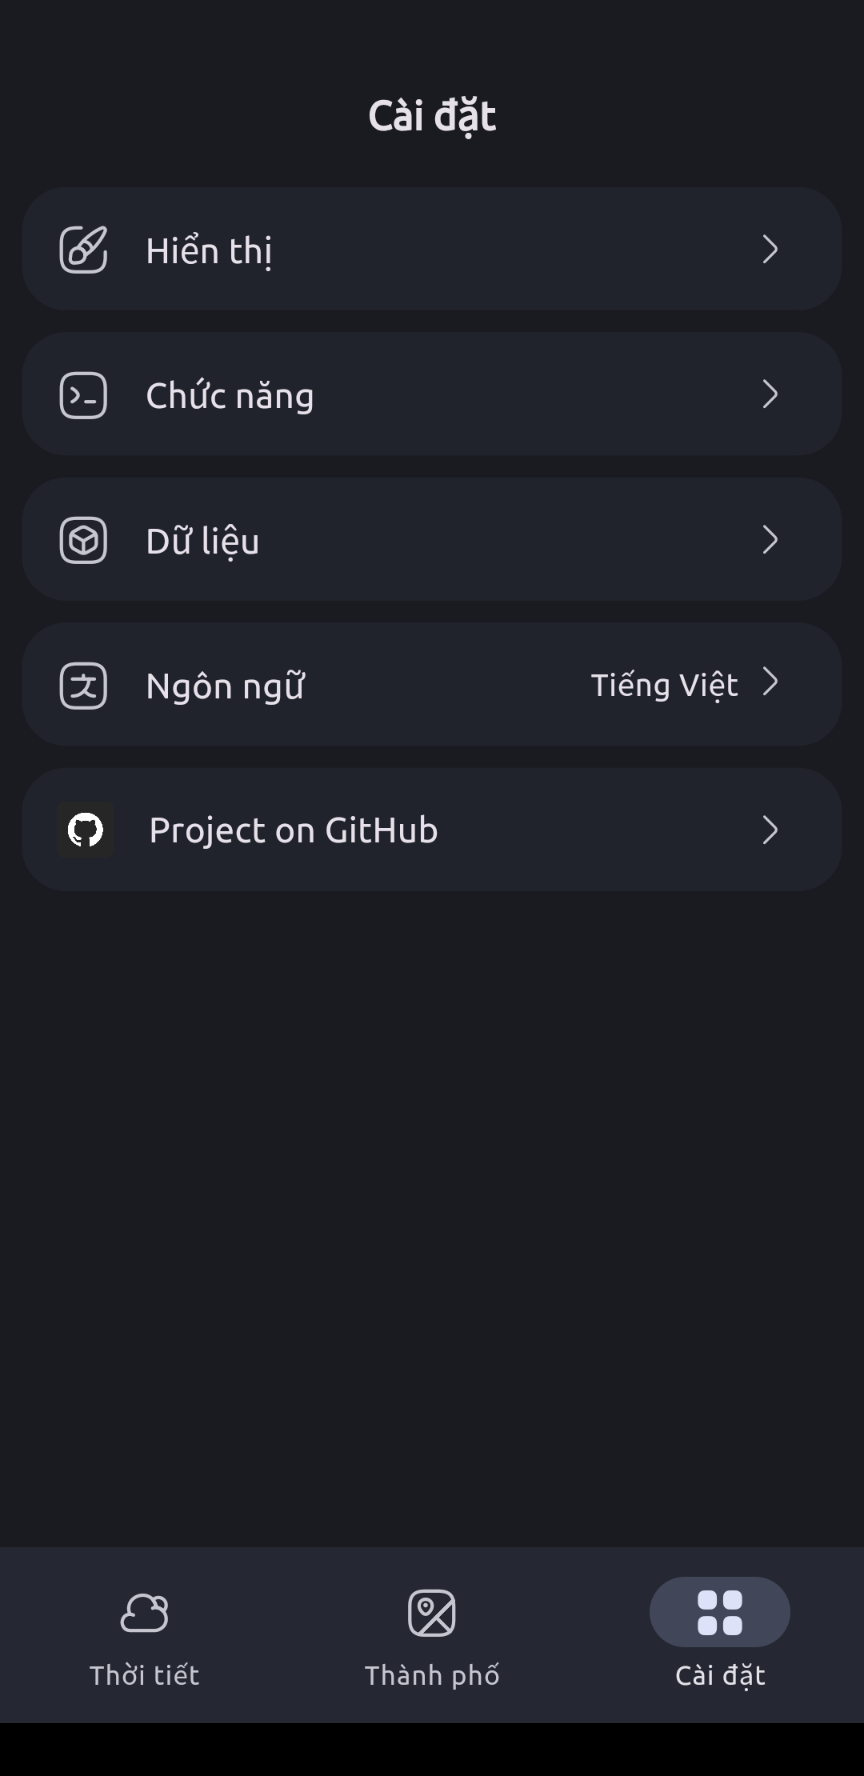 Cài đặt
Hiển thị
Chức năng
Dữ liệu
Ngôn ngữ Tiếng Việt
Project on GitHub
Thời tiết Thành phố Cài đặt